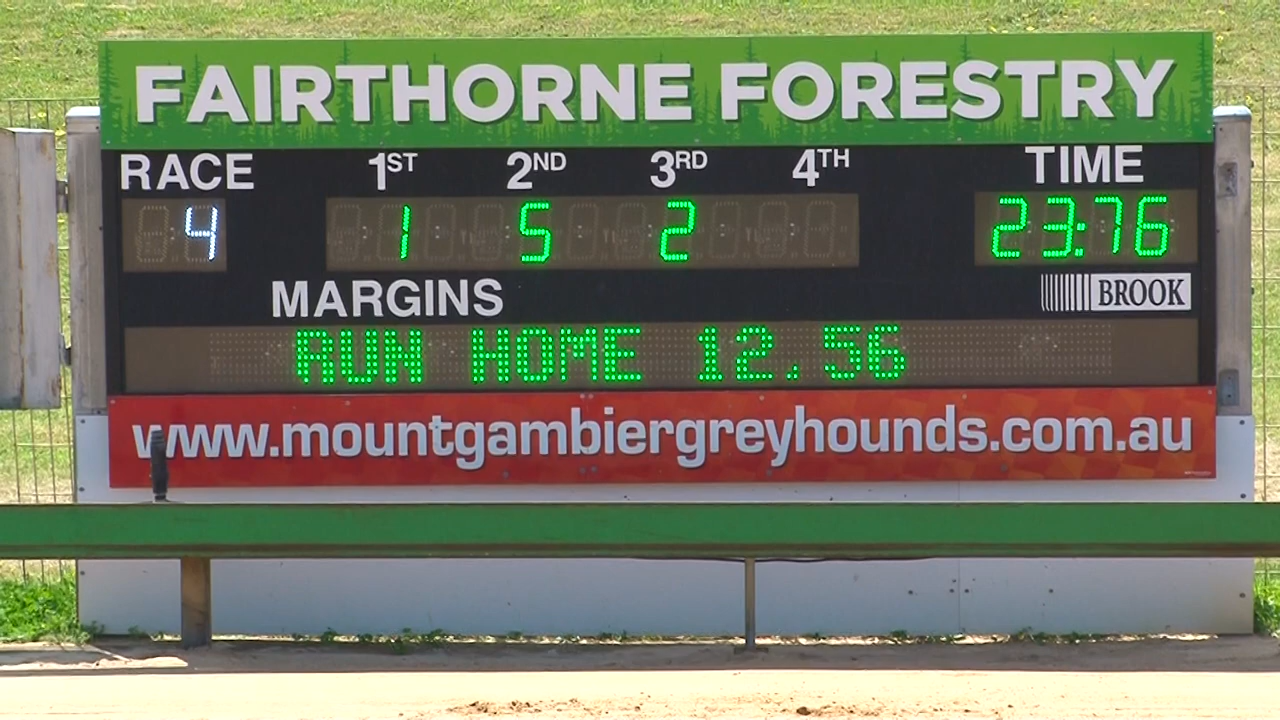 FAIRTHORNE FORESTRY
RACE 1ST 2ND 3RD 4TH TIME
4 1 5 2 23:76
MARGINS BROOK
RUN HOME 12.56
www.mountgambiergreyhounds.com.au